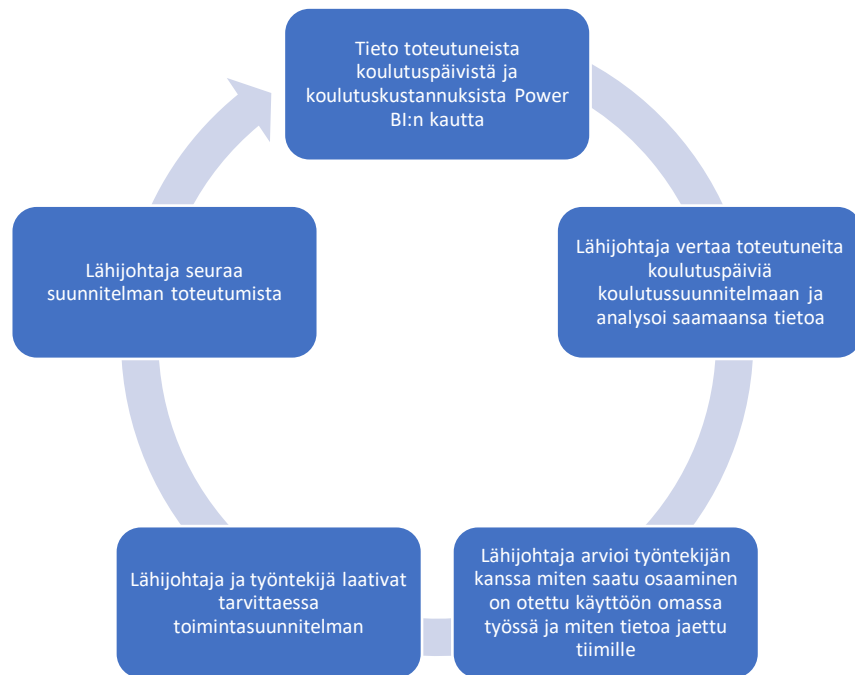 Tieto toteutuneista
koulutuspäivistä ja
koulutuskustannuksista Power
BI:n kautta
Lähijohtaja vertaa toteutuneita
koulutuspäiviä
koulutussuunnitelmaan ja
analysoi saamaansa tietoa
Lähijohtaja arvioi työntekijän
kanssa miten saatu osaaminen
on otettu käyttöön omassa
työssä ja miten tietoa jaettu
tiimille
Lähijohtaja ja työntekijä laativat
tarvittaessa
toimintasuunnitelman
Lähijohtaja seuraa
suunnitelman toteutumista